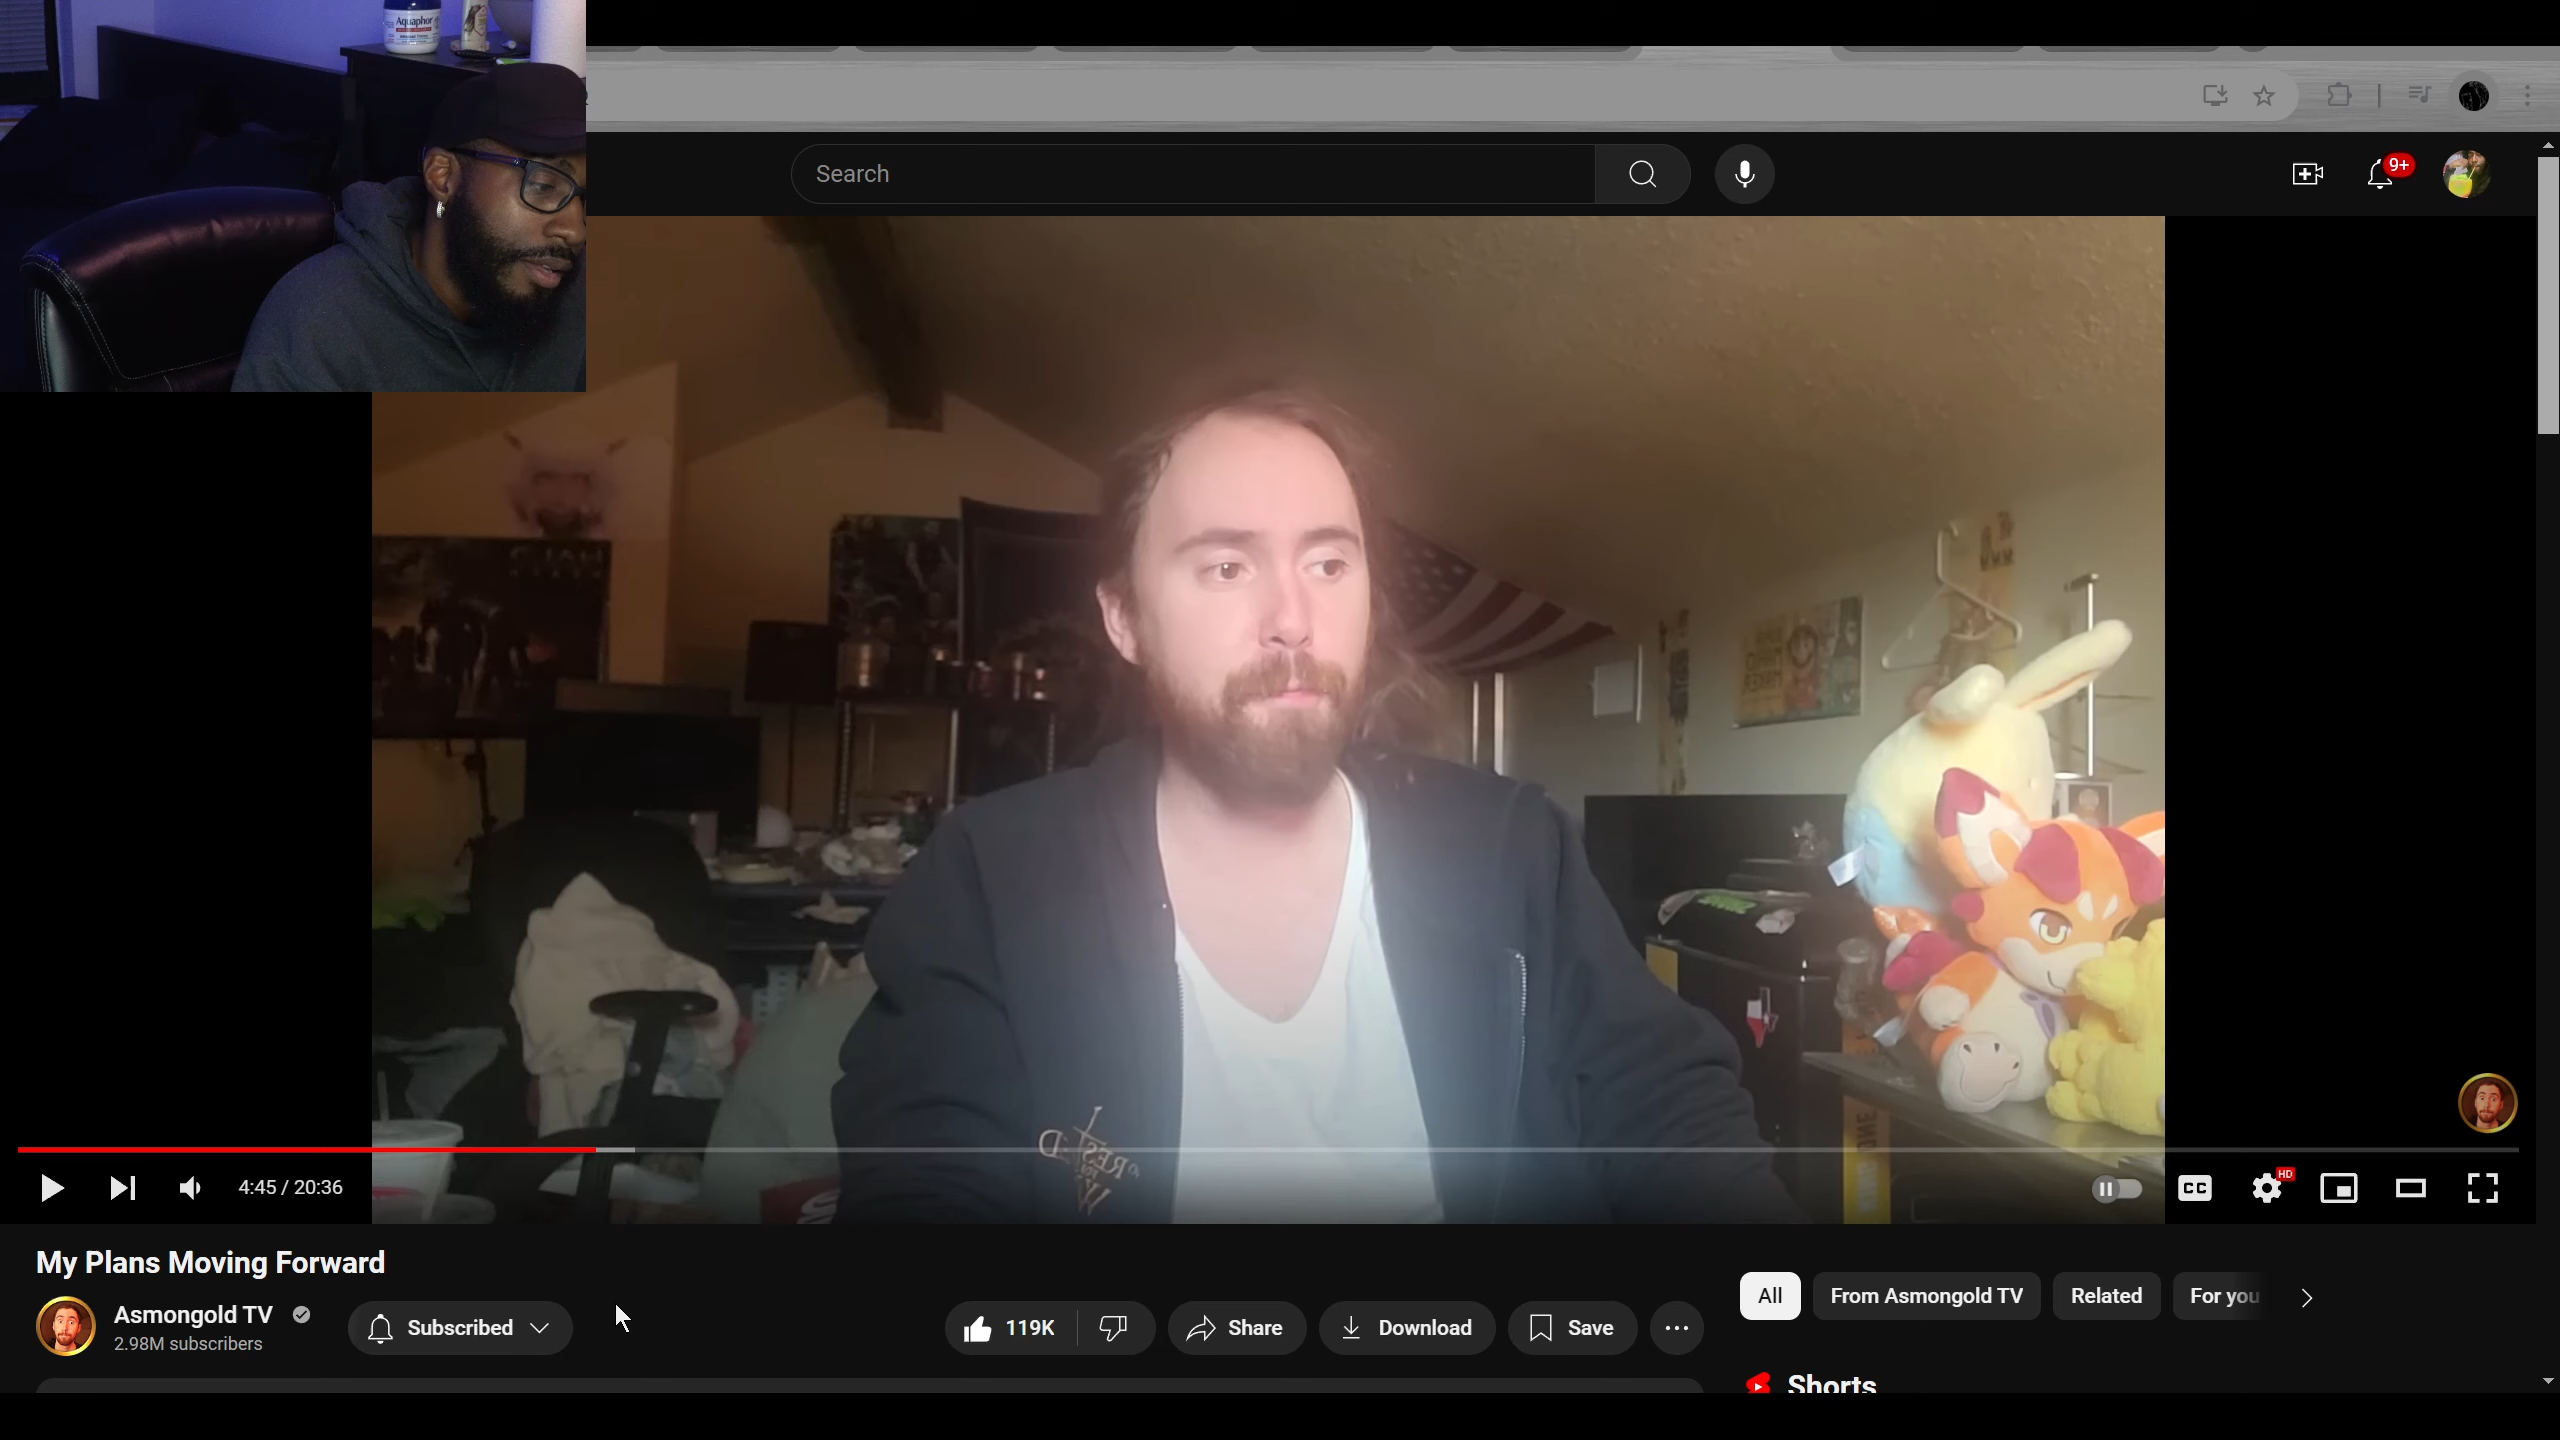 Aquaphor
Search
9+
4:45 / 20:36
CC
HD
My Plans Moving Forward
Asmongold TV
2.98M subscribers
Subscribed
119K
Share
Download
Save
All
From Asmongold TV
Related
For you
Shorts